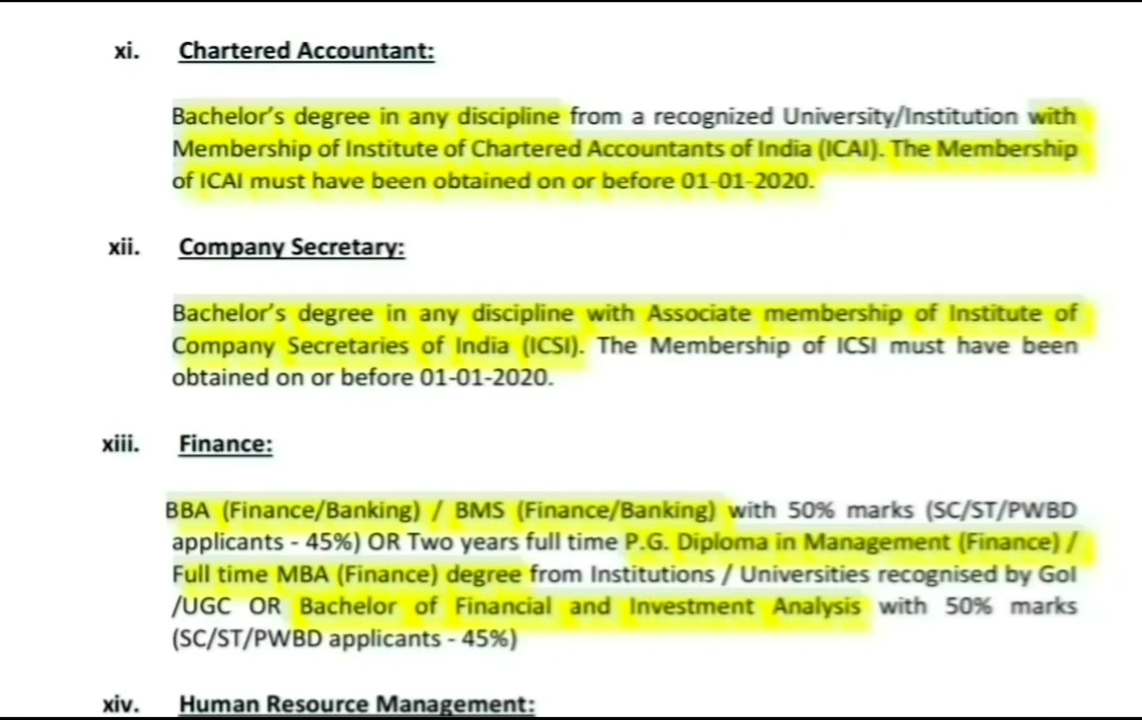 xi. Chartered Accountant:
Bachelor's degree in any discipline from a recognized University/Institution with
Membership of Institute of Chartered Accountants of India (ICAI). The Membership
of ICAI must have been obtained on or before 01-01-2020.
xii. Company Secretary:
Bachelor's degree in any discipline with Associate membership of Institute of
Company Secretaries of India (ICSI). The Membership of ICSI must have been
obtained on or before 01-01-2020.
xiii. Finance:
BBA (Finance/Banking) / BMS (Finance/Banking) with 50% marks (SC/ST/PWBD
applicants - 45%) OR Two years full time P.G. Diploma in Management (Finance) /
Full time MBA (Finance) degree from Institutions / Universities recognised by GoI
/UGC OR Bachelor of Financial and Investment Analysis with 50% marks
(SC/ST/PWBD applicants - 45%)
xiv. Human Resource Management: